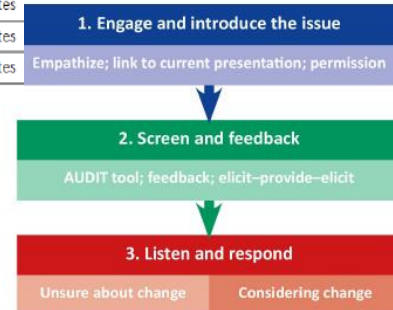 1. Engage and introduce the issue
Empathize; link to current presentation; permission
2. Screen and feedback
AUDIT tool; feedback; elicit–provide–elicit
3. Listen and respond
Unsure about change
Considering change